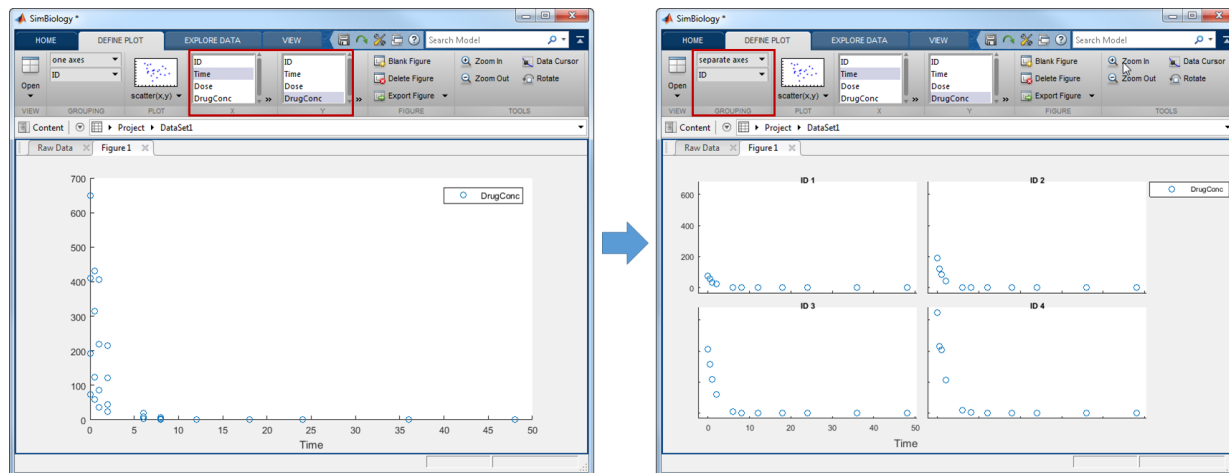 SimBiology *
HOME DEFINE PLOT EXPLORE DATA VIEW Search Model
Open
one axes
ID
scatter(x,y)
ID
Time
Dose
DrugConc
»
ID
Time
Dose
DrugConc
»
Blank Figure
Delete Figure
Export Figure
Zoom In
Zoom Out
Data Cursor
Rotate
VIEW GROUPING PLOT X Y FIGURE TOOLS
Content Project DataSet1
Raw Data Figure 1
DrugConc
700
600
500
400
300
200
100
0
0 5 10 15 20 25 30 35 40 45 50
Time
SimBiology *
HOME DEFINE PLOT EXPLORE DATA VIEW Search Model
Open
separate axes
ID
scatter(x,y)
ID
Time
Dose
DrugConc
»
ID
Time
Dose
DrugConc
»
Blank Figure
Delete Figure
Export Figure
Zoom In
Zoom Out
Data Cursor
Rotate
VIEW GROUPING PLOT X Y FIGURE TOOLS
Content Project DataSet1
Raw Data Figure 1
ID 1 ID 2
DrugConc
600
400
200
0
ID 3 ID 4
0 10 20 30 40 50
Time